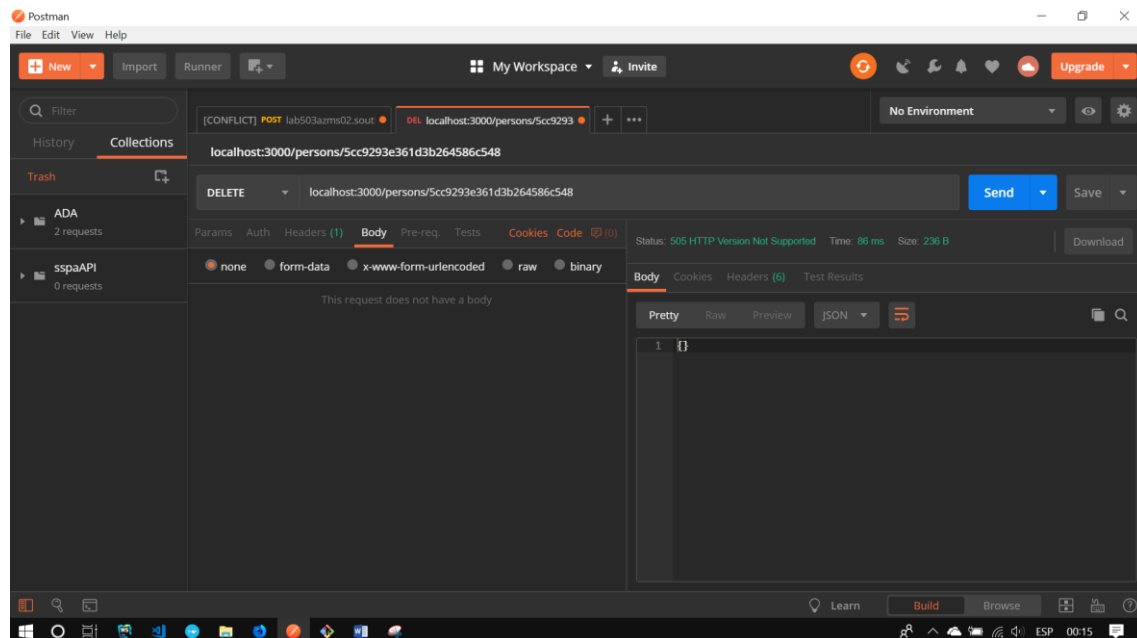 Postman
File Edit View Help
New Import Runner My Workspace Invite Upgrade
Filter
History Collections
Trash
ADA
2 requests
sspaAPI
0 requests
[CONFLICT] POST lab503azms02.sout DEL localhost:3000/persons/5cc9293 No Environment
localhost:3000/persons/5cc9293e361d3b264586c548
DELETE localhost:3000/persons/5cc9293e361d3b264586c548 Send Save
Params Auth Headers (1) Body Pre-req. Tests Cookies Code (0)
none form-data x-www-form-urlencoded raw binary
This request does not have a body
Status: 505 HTTP Version Not Supported Time: 86 ms Size: 236 B Download
Body Cookies Headers (6) Test Results
Pretty Raw Preview JSON
1 {}
Learn Build Browse
ESP 00:15